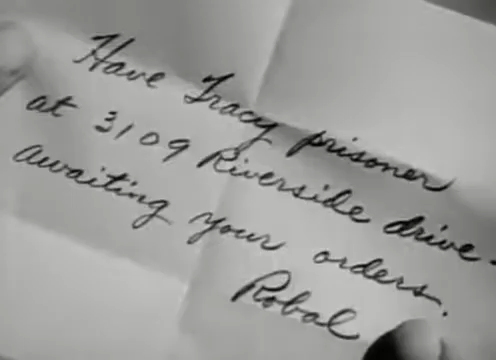 Have Tracy prisoner
at 3109 Riverside drive-
Awaiting your orders.
Robal